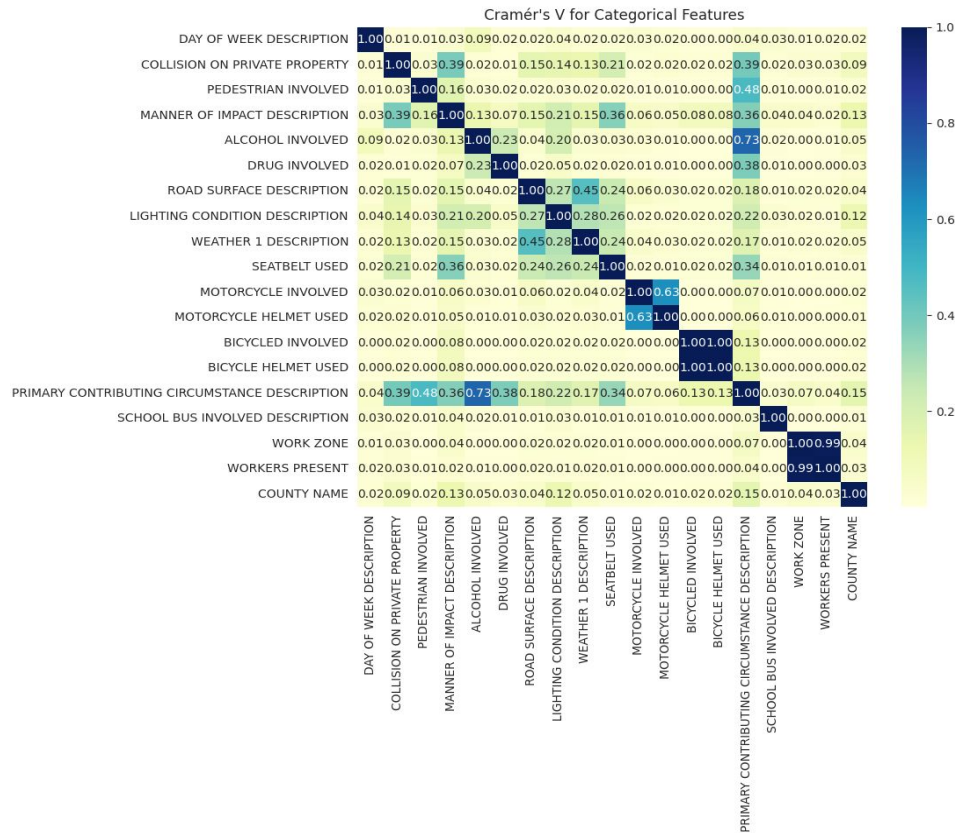 Cramér's V for Categorical Features
DAY OF WEEK DESCRIPTION 1.00 0.01 0.01 0.03 0.09 0.02 0.02 0.04 0.02 0.02 0.03 0.02 0.00 0.00 0.04 0.03 0.01 0.02 0.02
COLLISION ON PRIVATE PROPERTY 0.01 1.00 0.03 0.39 0.02 0.01 0.15 0.14 0.13 0.21 0.02 0.02 0.02 0.02 0.39 0.02 0.03 0.03 0.09
PEDESTRIAN INVOLVED 0.01 0.03 1.00 0.16 0.03 0.02 0.02 0.03 0.02 0.02 0.01 0.01 0.00 0.00 0.48 0.01 0.00 0.01 0.02
MANNER OF IMPACT DESCRIPTION 0.03 0.39 0.16 1.00 0.13 0.07 0.15 0.21 0.15 0.36 0.06 0.05 0.08 0.08 0.36 0.04 0.04 0.02 0.13
ALCOHOL INVOLVED 0.09 0.02 0.03 0.13 1.00 0.23 0.04 0.20 0.03 0.03 0.03 0.01 0.00 0.00 0.73 0.02 0.00 0.01 0.05
DRUG INVOLVED 0.02 0.01 0.02 0.07 0.23 1.00 0.02 0.05 0.02 0.02 0.01 0.01 0.00 0.00 0.38 0.01 0.00 0.00 0.03
ROAD SURFACE DESCRIPTION 0.02 0.15 0.02 0.15 0.04 0.02 1.00 0.27 0.45 0.24 0.06 0.03 0.02 0.02 0.18 0.01 0.02 0.02 0.04
LIGHTING CONDITION DESCRIPTION 0.04 0.14 0.03 0.21 0.20 0.05 0.27 1.00 0.28 0.26 0.02 0.02 0.02 0.02 0.22 0.03 0.02 0.01 0.12
WEATHER 1 DESCRIPTION 0.02 0.13 0.02 0.15 0.03 0.02 0.45 0.28 1.00 0.24 0.04 0.03 0.02 0.02 0.17 0.01 0.02 0.02 0.05
SEATBELT USED 0.02 0.21 0.02 0.36 0.03 0.02 0.24 0.26 0.24 1.00 0.02 0.01 0.02 0.02 0.34 0.01 0.01 0.01 0.01
MOTORCYCLE INVOLVED 0.03 0.02 0.01 0.06 0.03 0.01 0.06 0.02 0.04 0.02 1.00 0.63 0.00 0.00 0.07 0.01 0.00 0.00 0.02
MOTORCYCLE HELMET USED 0.02 0.02 0.01 0.05 0.01 0.01 0.03 0.02 0.03 0.01 0.63 1.00 0.00 0.00 0.06 0.01 0.00 0.00 0.01
BICYCLED INVOLVED 0.00 0.02 0.00 0.08 0.00 0.00 0.02 0.02 0.02 0.02 0.00 0.00 1.00 1.00 0.13 0.00 0.00 0.00 0.02
BICYCLE HELMET USED 0.00 0.02 0.00 0.08 0.00 0.00 0.02 0.02 0.02 0.02 0.00 0.00 1.00 1.00 0.13 0.00 0.00 0.00 0.02
PRIMARY CONTRIBUTING CIRCUMSTANCE DESCRIPTION 0.04 0.39 0.48 0.36 0.73 0.38 0.18 0.22 0.17 0.34 0.07 0.06 0.13 0.13 1.00 0.03 0.07 0.04 0.15
SCHOOL BUS INVOLVED DESCRIPTION 0.03 0.02 0.01 0.04 0.02 0.01 0.01 0.03 0.01 0.01 0.01 0.01 0.00 0.00 0.03 1.00 0.00 0.00 0.01
WORK ZONE 0.01 0.03 0.00 0.04 0.00 0.00 0.02 0.02 0.02 0.01 0.00 0.00 0.00 0.00 0.07 0.00 1.00 0.99 0.04
WORKERS PRESENT 0.02 0.03 0.01 0.02 0.01 0.00 0.02 0.01 0.02 0.01 0.00 0.00 0.00 0.00 0.04 0.00 0.99 1.00 0.03
COUNTY NAME 0.02 0.09 0.02 0.13 0.05 0.03 0.04 0.12 0.05 0.01 0.02 0.01 0.02 0.02 0.15 0.01 0.04 0.03 1.00
DAY OF WEEK DESCRIPTION
COLLISION ON PRIVATE PROPERTY
PEDESTRIAN INVOLVED
MANNER OF IMPACT DESCRIPTION
ALCOHOL INVOLVED
DRUG INVOLVED
ROAD SURFACE DESCRIPTION
LIGHTING CONDITION DESCRIPTION
WEATHER 1 DESCRIPTION
SEATBELT USED
MOTORCYCLE INVOLVED
MOTORCYCLE HELMET USED
BICYCLED INVOLVED
BICYCLE HELMET USED
PRIMARY CONTRIBUTING CIRCUMSTANCE DESCRIPTION
SCHOOL BUS INVOLVED DESCRIPTION
WORK ZONE
WORKERS PRESENT
COUNTY NAME
1.0
0.8
0.6
0.4
0.2